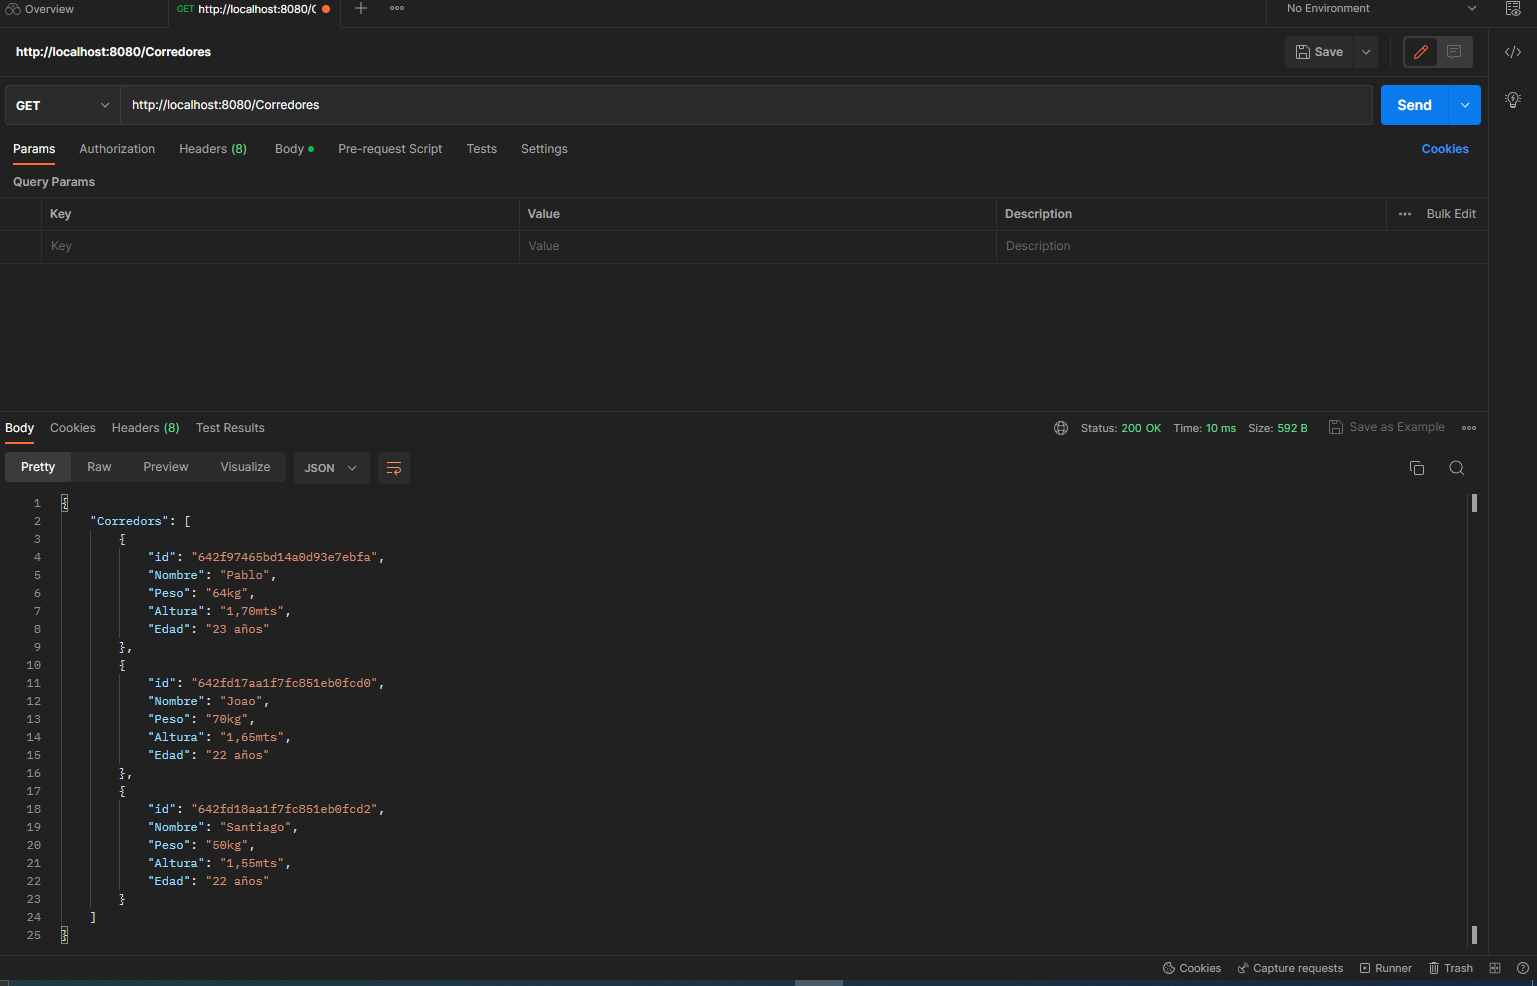 Overview
GET http://localhost:8080/C
No Environment
http://localhost:8080/Corredores
Save
GET
http://localhost:8080/Corredores
Send
Params Authorization Headers (8) Body Pre-request Script Tests Settings Cookies
Query Params
Key Value Description Bulk Edit
Key Value Description
Body Cookies Headers (8) Test Results Status: 200 OK Time: 10 ms Size: 592 B Save as Example
Pretty Raw Preview Visualize JSON
1 {
2 "Corredors": [
3 {
4 "id": "642f97465bd14a0d93e7ebfa",
5 "Nombre": "Pablo",
6 "Peso": "64kg",
7 "Altura": "1,70mts",
8 "Edad": "23 años"
9 },
10 {
11 "id": "642fd17aa1f7fc851eb0fcd0",
12 "Nombre": "Joao",
13 "Peso": "70kg",
14 "Altura": "1,65mts",
15 "Edad": "22 años"
16 },
17 {
18 "id": "642fd18aa1f7fc851eb0fcd2",
19 "Nombre": "Santiago",
20 "Peso": "50kg",
21 "Altura": "1,55mts",
22 "Edad": "22 años"
23 }
24 ]
25 }
Cookies Capture requests Runner Trash